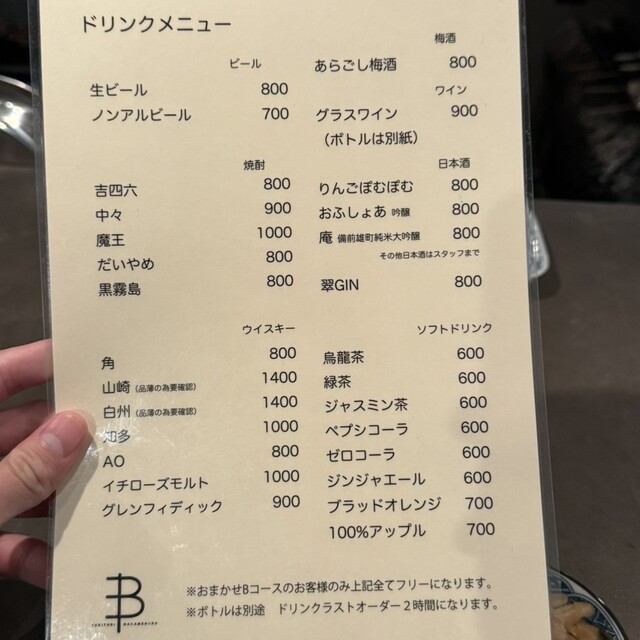 ドリンクメニュー
ビール
生ビール 800
ノンアルビール 700
焼酎
吉四六 800
中々 900
魔王 1000
だいやめ 800
黒霧島 800
ウイスキー
角 800
山崎 (品薄の為要確認) 1400
白州 (品薄の為要確認) 1400
知多 1000
AO 800
イチローズモルト 1000
グレンフィディック 900
梅酒
あらごし梅酒 800
ワイン
グラスワイン 900
（ボトルは別紙）
日本酒
りんごぽむぽむ 800
おふしょあ 吟醸 800
庵 備前雄町純米大吟醸 800
その他日本酒はスタッフまで
翠GIN 800
ソフトドリンク
烏龍茶 600
緑茶 600
ジャスミン茶 600
ペプシコーラ 600
ゼロコーラ 600
ジンジャエール 600
ブラッドオレンジ 700
100%アップル 700
B
※おまかせBコースのお客様のみ上記全てフリーになります。
※ボトルは別途 ドリンクラストオーダー２時間になります。